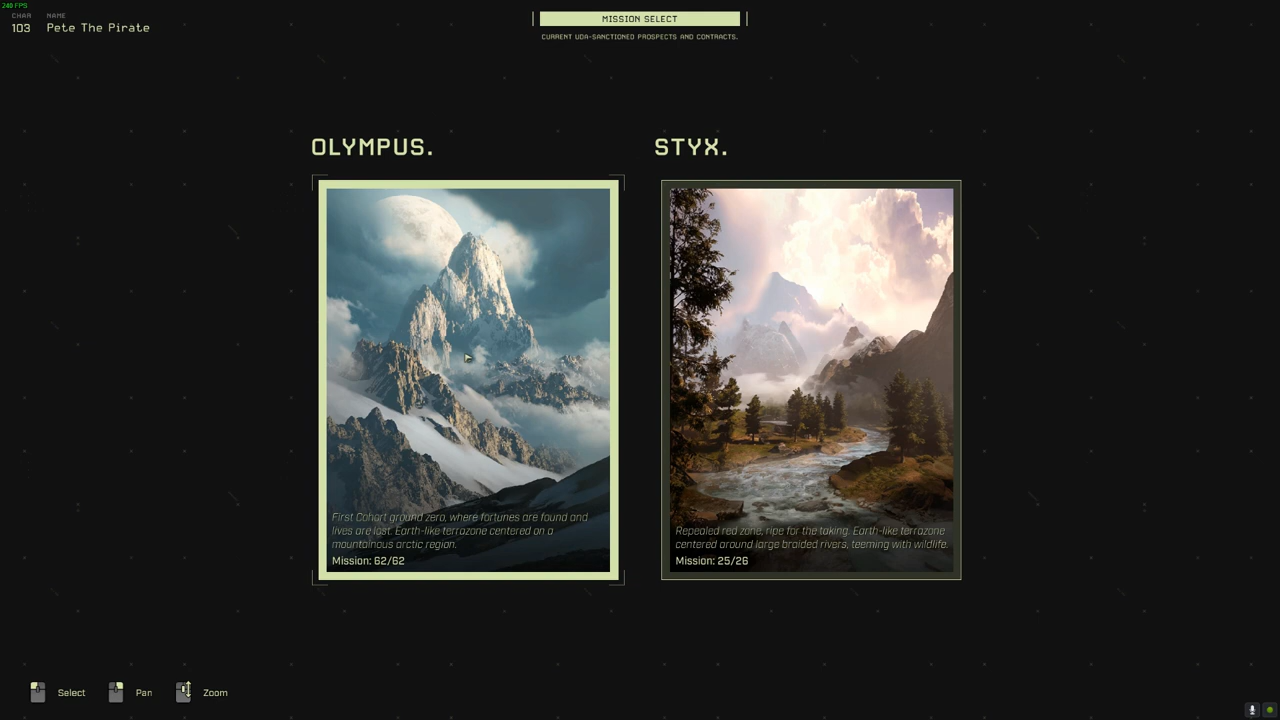 240 FPS
CHAR NAME
103 Pete The Pirate
MISSION SELECT
CURRENT UDA-SANCTIONED PROSPECTS AND CONTRACTS.
OLYMPUS.
First Cohort ground zero, where fortunes are found and
lives are lost. Earth-like terrazone centered on a
mountainous arctic region.
Mission: 62/62
STYX.
Repealed red zone, ripe for the taking. Earth-like terrazone
centered around large braided rivers, teeming with wildlife.
Mission: 25/26
Select Pan Zoom